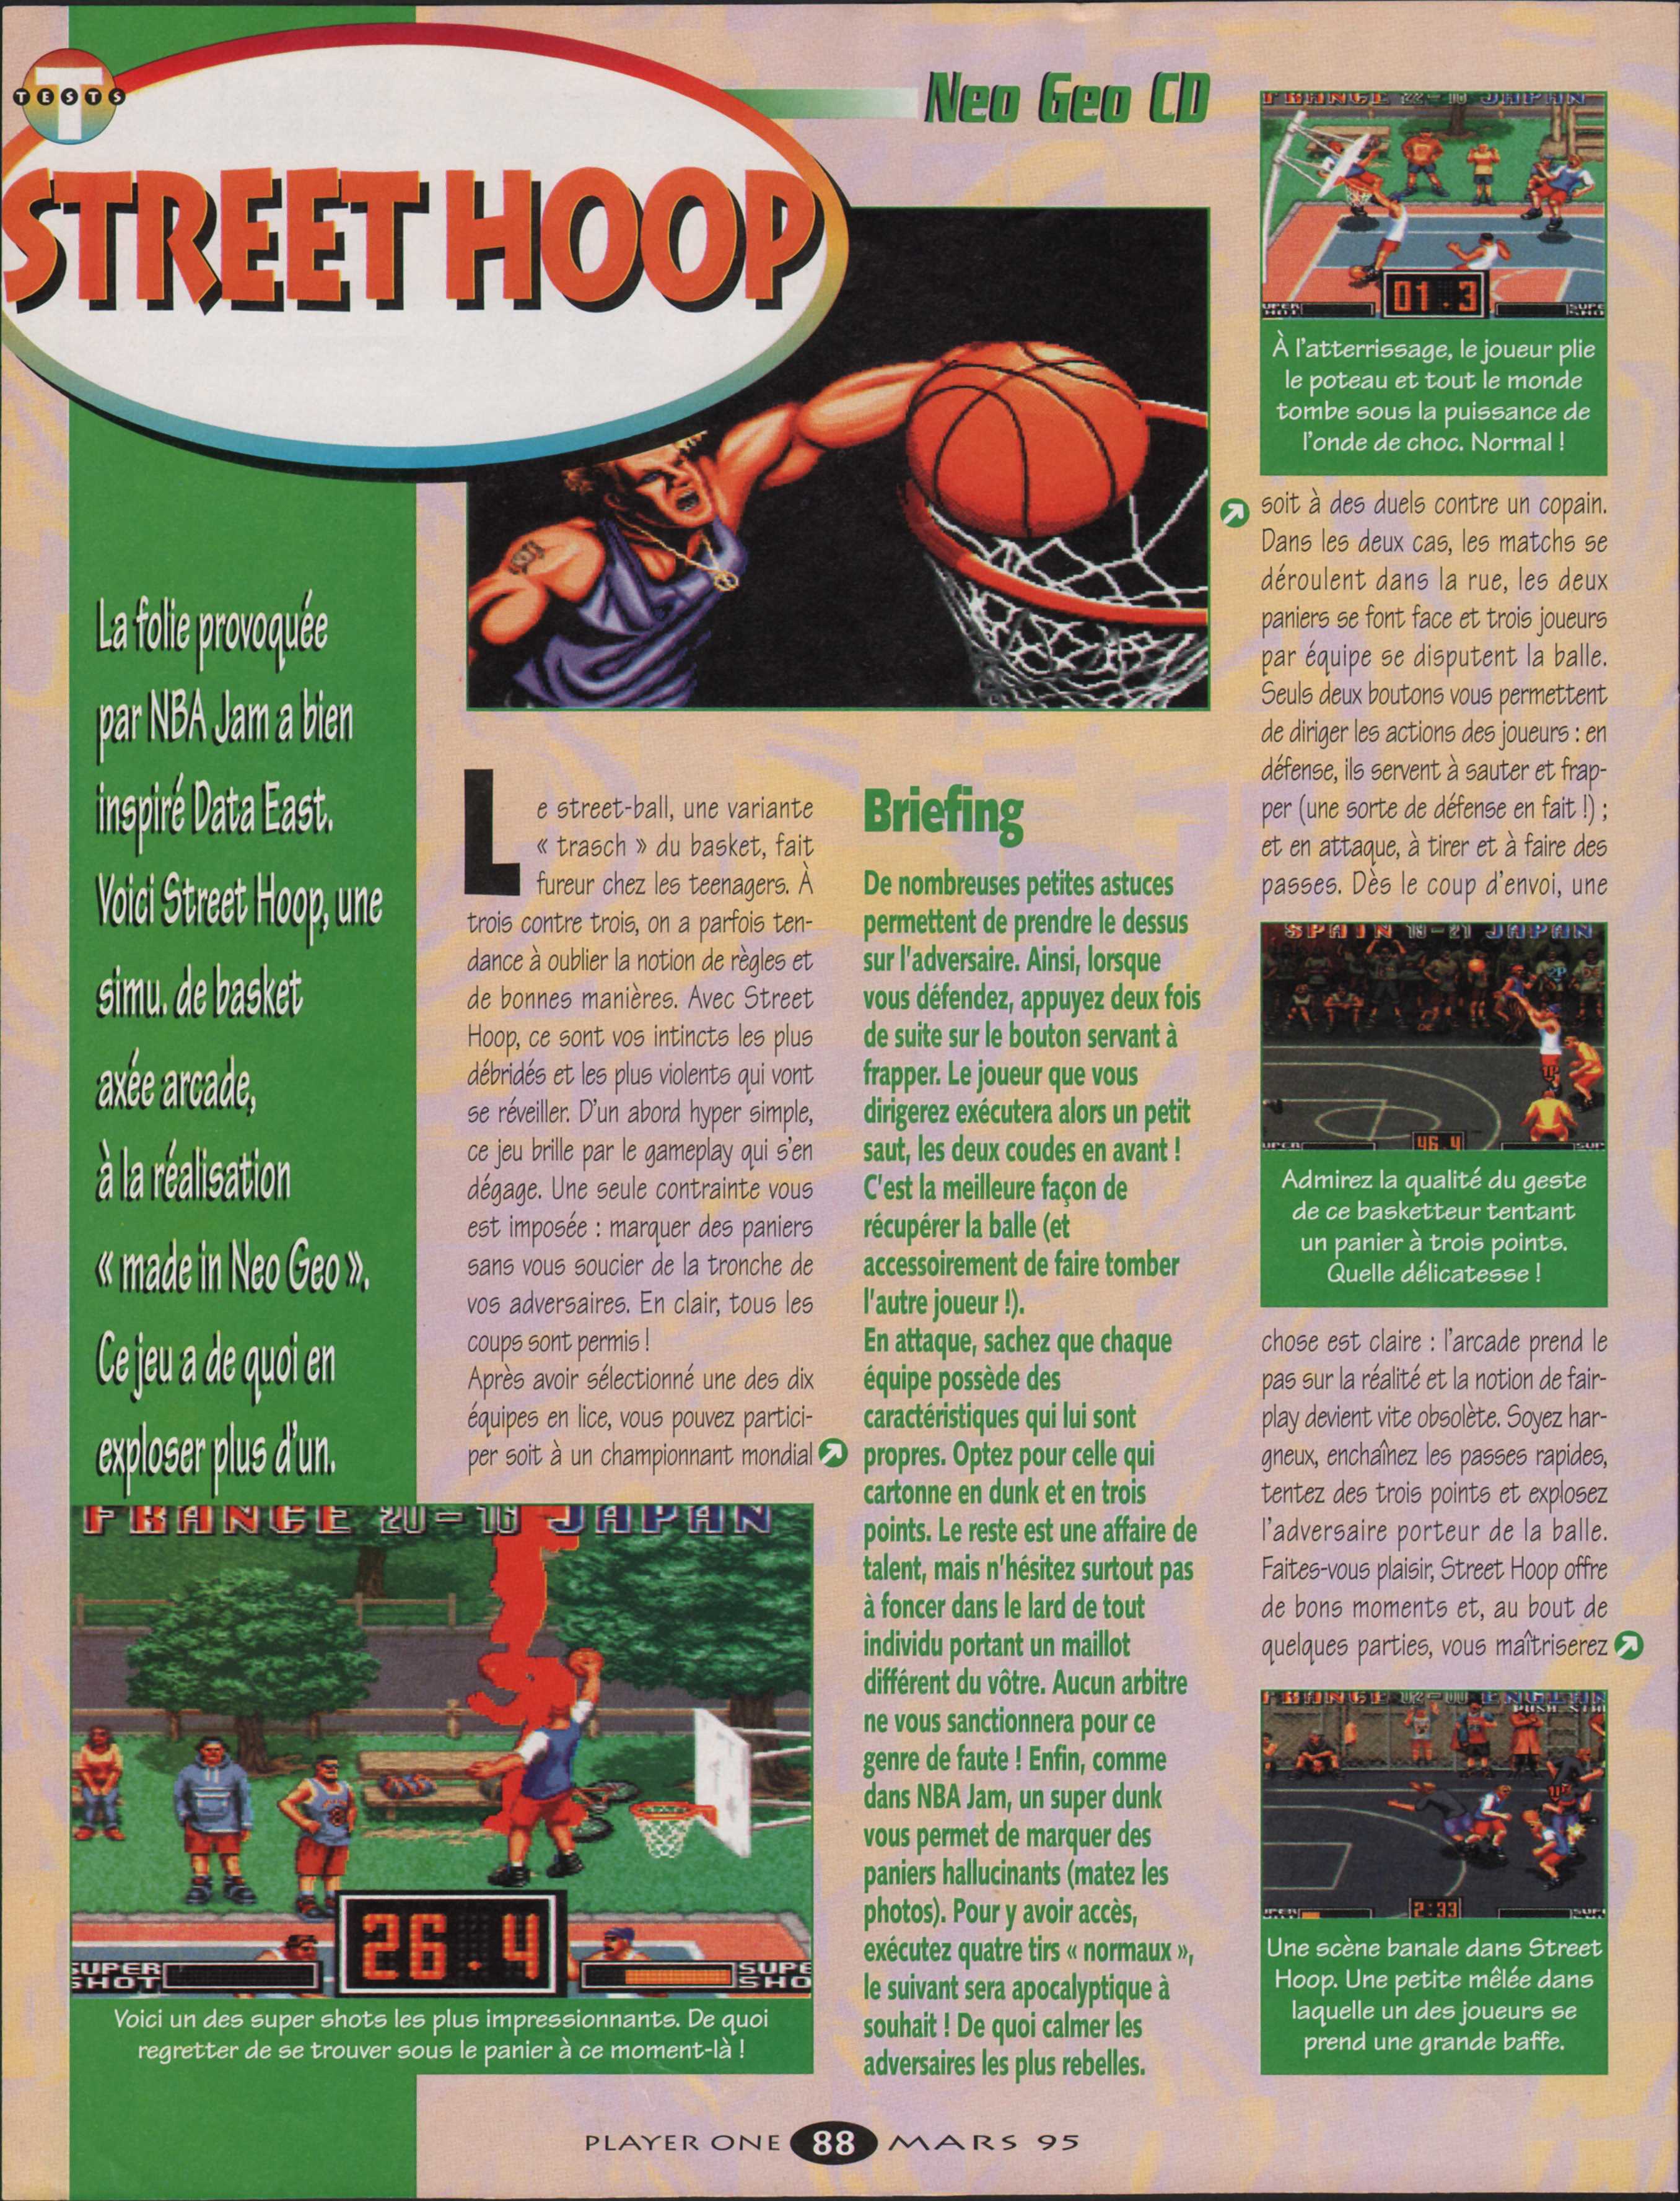 TESTS
T
STREET HOOP
Neo Geo CD
La folie provoquée
par NBA Jam a bien
inspiré Data East.
Voici Street Hoop, une
simu. de basket
axée arcade,
à la réalisation
« made in Neo Geo ».
Ce jeu a de quoi en
exploser plus d'un.
Le street-ball, une variante
« trasch » du basket, fait
fureur chez les teenagers. À
trois contre trois, on a parfois ten-
dance à oublier la notion de règles et
de bonnes manières. Avec Street
Hoop, ce sont vos intincts les plus
débridés et les plus violents qui vont
se réveiller. D'un abord hyper simple,
ce jeu brille par le gameplay qui s'en
dégage. Une seule contrainte vous
est imposée : marquer des paniers
sans vous soucier de la tronche de
vos adversaires. En clair, tous les
coups sont permis !
Après avoir sélectionné une des dix
équipes en lice, vous pouvez partici-
per soit à un championnant mondial
FRANCE 20-16 JAPAN
SUPER
SHOT
26.4
SUPE
SHO
Voici un des super shots les plus impressionnants. De quoi
regretter de se trouver sous le panier à ce moment-là !
Briefing
De nombreuses petites astuces
permettent de prendre le dessus
sur l'adversaire. Ainsi, lorsque
vous défendez, appuyez deux fois
de suite sur le bouton servant à
frapper. Le joueur que vous
dirigerez exécutera alors un petit
saut, les deux coudes en avant !
C'est la meilleure façon de
récupérer la balle (et
accessoirement de faire tomber
l'autre joueur !).
En attaque, sachez que chaque
équipe possède des
caractéristiques qui lui sont
propres. Optez pour celle qui
cartonne en dunk et en trois
points. Le reste est une affaire de
talent, mais n'hésitez surtout pas
à foncer dans le lard de tout
individu portant un maillot
différent du vôtre. Aucun arbitre
ne vous sanctionnera pour ce
genre de faute ! Enfin, comme
dans NBA Jam, un super dunk
vous permet de marquer des
paniers hallucinants (matez les
photos). Pour y avoir accès,
exécutez quatre tirs « normaux »,
le suivant sera apocalyptique à
souhait ! De quoi calmer les
adversaires les plus rebelles.
FRANCE 22-16 JAPAN
01.3
À l'atterrissage, le joueur plie
le poteau et tout le monde
tombe sous la puissance de
l'onde de choc. Normal !
soit à des duels contre un copain.
Dans les deux cas, les matchs se
déroulent dans la rue, les deux
paniers se font face et trois joueurs
par équipe se disputent la balle.
Seuls deux boutons vous permettent
de diriger les actions des joueurs : en
défense, ils servent à sauter et frap-
per (une sorte de défense en fait !) ;
et en attaque, à tirer et à faire des
passes. Dès le coup d'envoi, une
SPAIN 19-21 JAPAN
46.4
Admirez la qualité du geste
de ce basketteur tentant
un panier à trois points.
Quelle délicatesse !
chose est claire : l'arcade prend le
pas sur la réalité et la notion de fair-
play devient vite obsolète. Soyez har-
gneux, enchaînez les passes rapides,
tentez des trois points et explosez
l'adversaire porteur de la balle.
Faites-vous plaisir, Street Hoop offre
de bons moments et, au bout de
quelques parties, vous maîtriserez
FRANCE 02-00 ENGLAN
PUSH STA
2:33
Une scène banale dans Street
Hoop. Une petite mêlée dans
laquelle un des joueurs se
prend une grande baffe.
PLAYER ONE 88 MARS 95